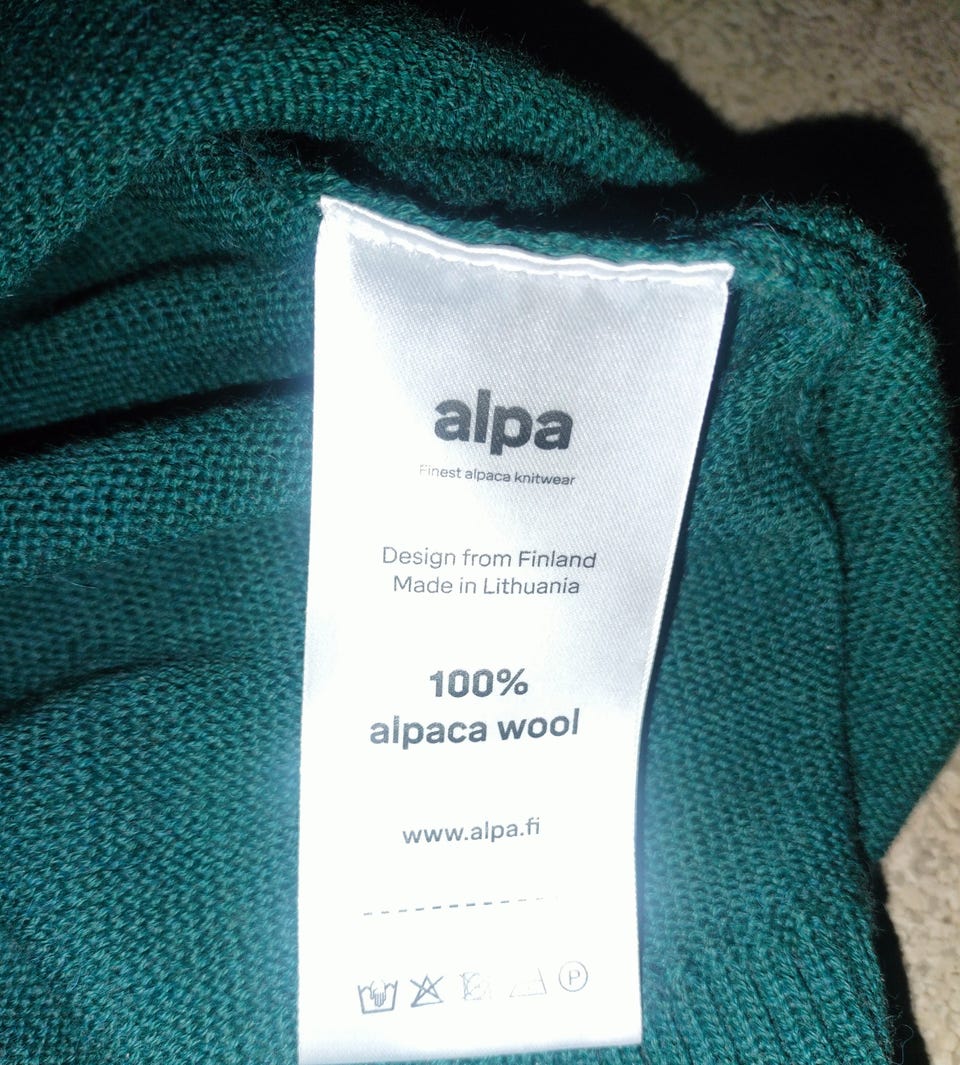 alpa
Finest alpaca knitwear
Design from Finland
Made in Lithuania
100%
alpaca wool
www.alpa.fi
P